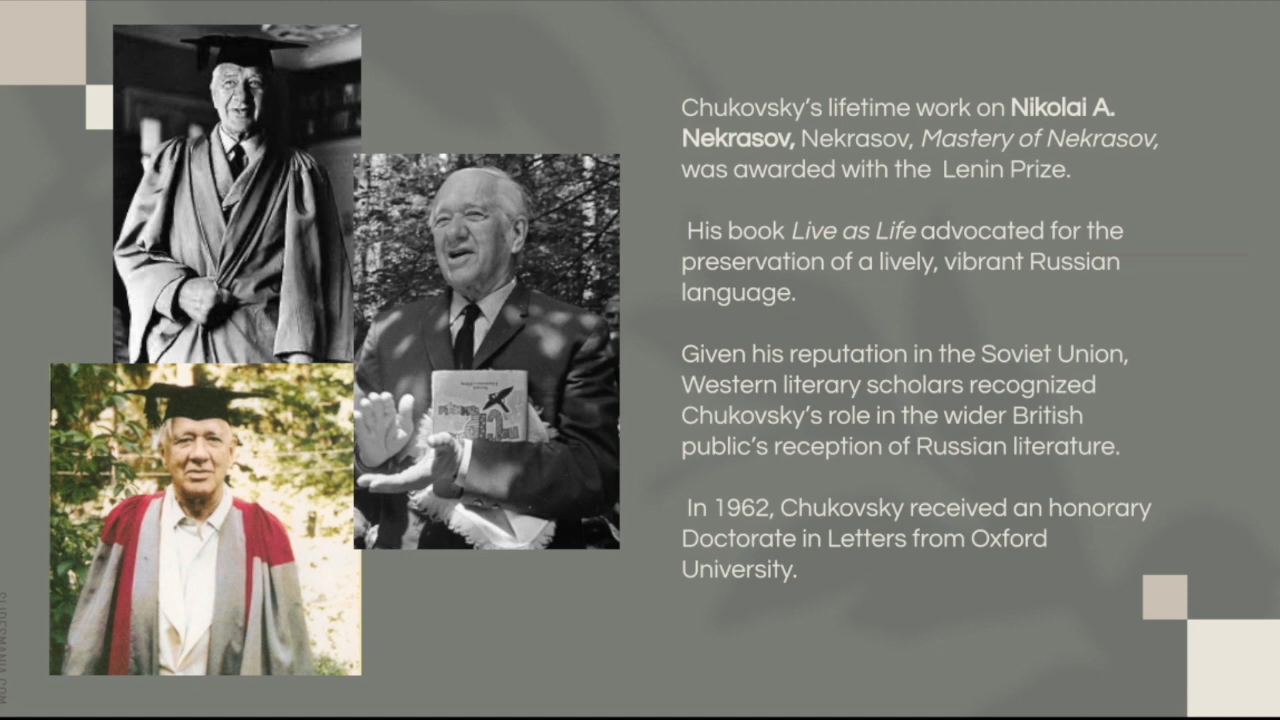 Chukovsky’s lifetime work on Nikolai A.
Nekrasov, Nekrasov, Mastery of Nekrasov,
was awarded with the Lenin Prize.
His book Live as Life advocated for the
preservation of a lively, vibrant Russian
language.
Given his reputation in the Soviet Union,
Western literary scholars recognized
Chukovsky’s role in the wider British
public’s reception of Russian literature.
In 1962, Chukovsky received an honorary
Doctorate in Letters from Oxford
University.
SLIDESMANIA.COM